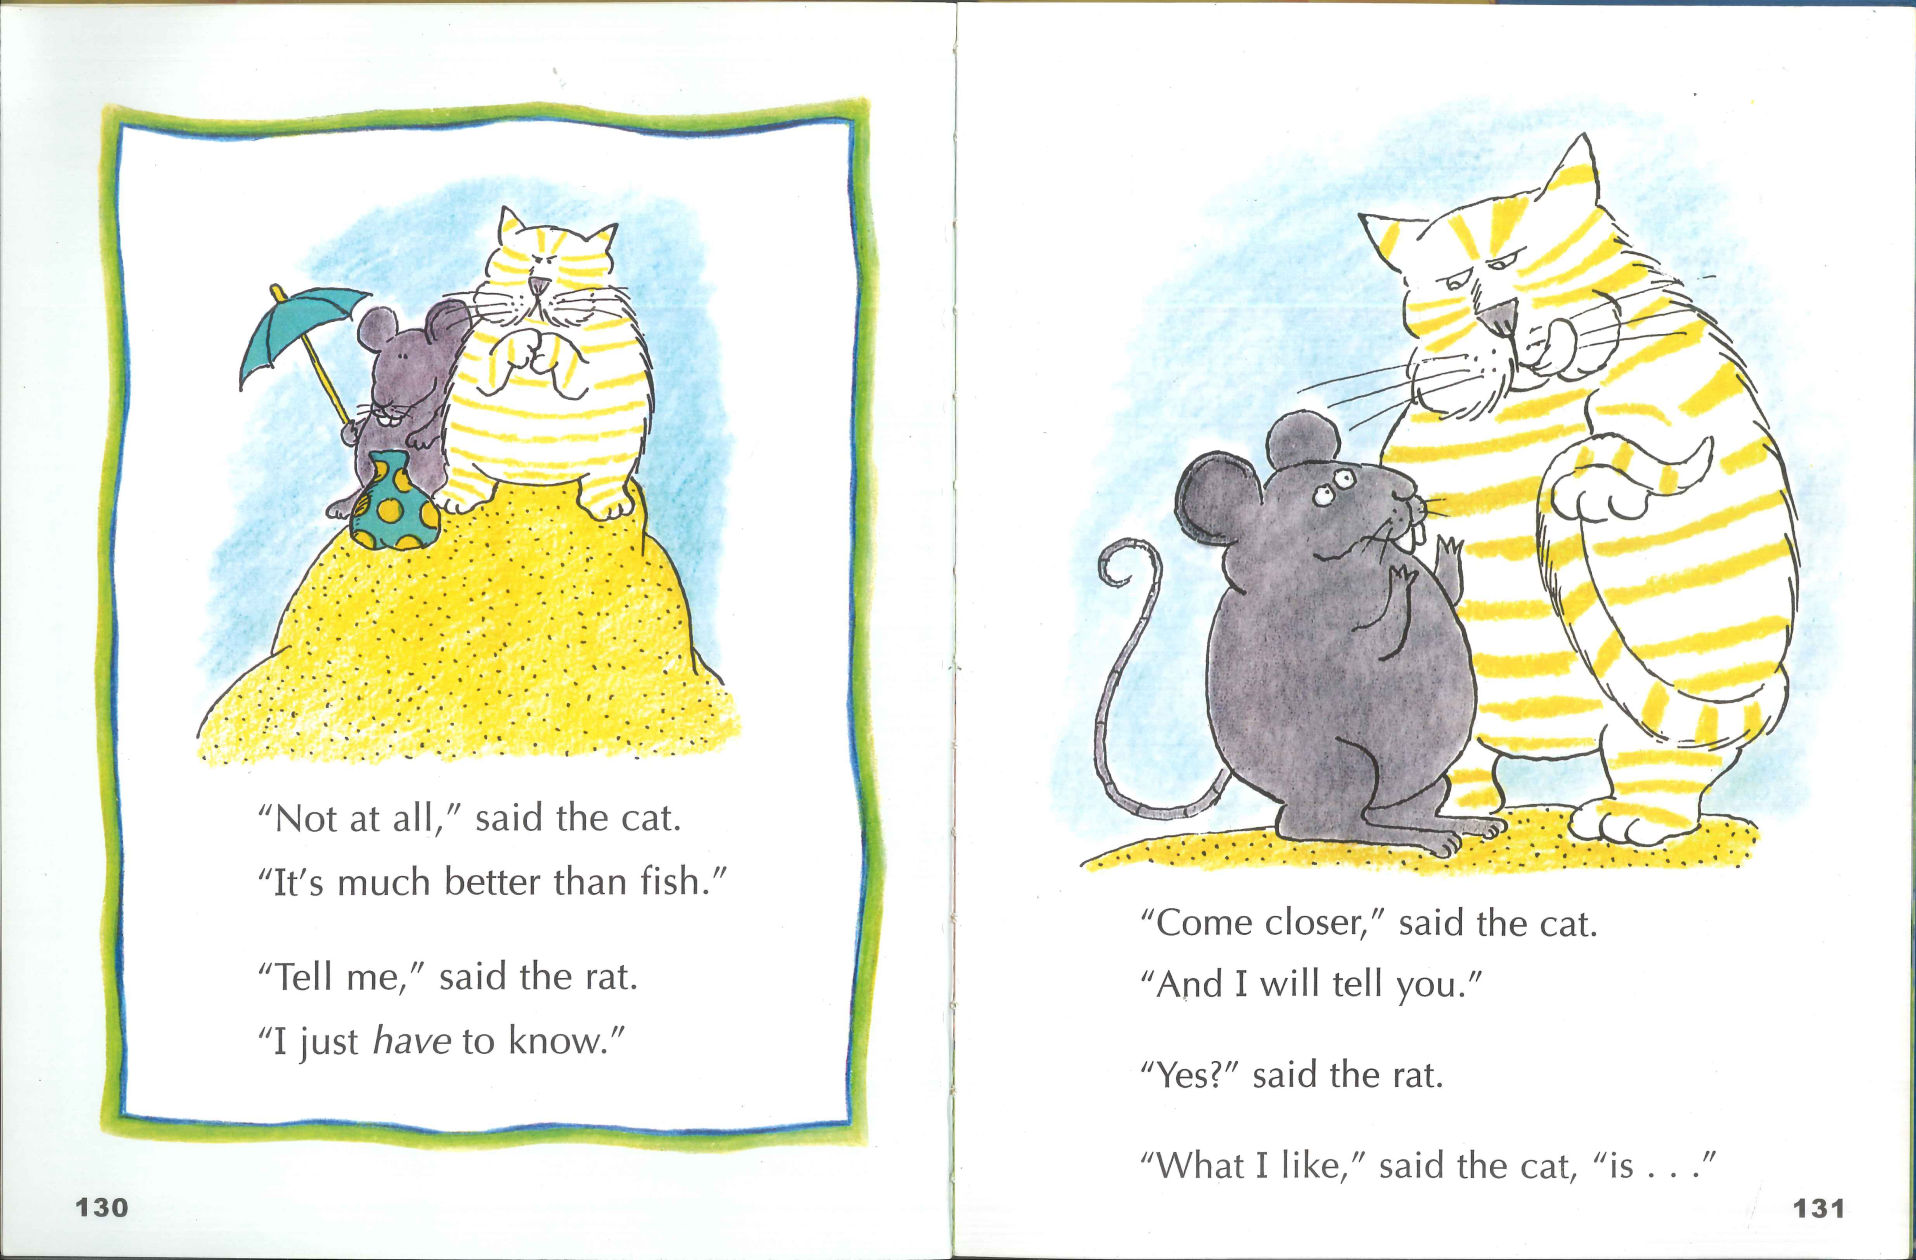 “Not at all,” said the cat.
“It’s much better than fish.”
“Tell me,” said the rat.
“I just have to know.”
130
“Come closer,” said the cat.
“And I will tell you.”
“Yes?” said the rat.
“What I like,” said the cat, “is . . .”
131